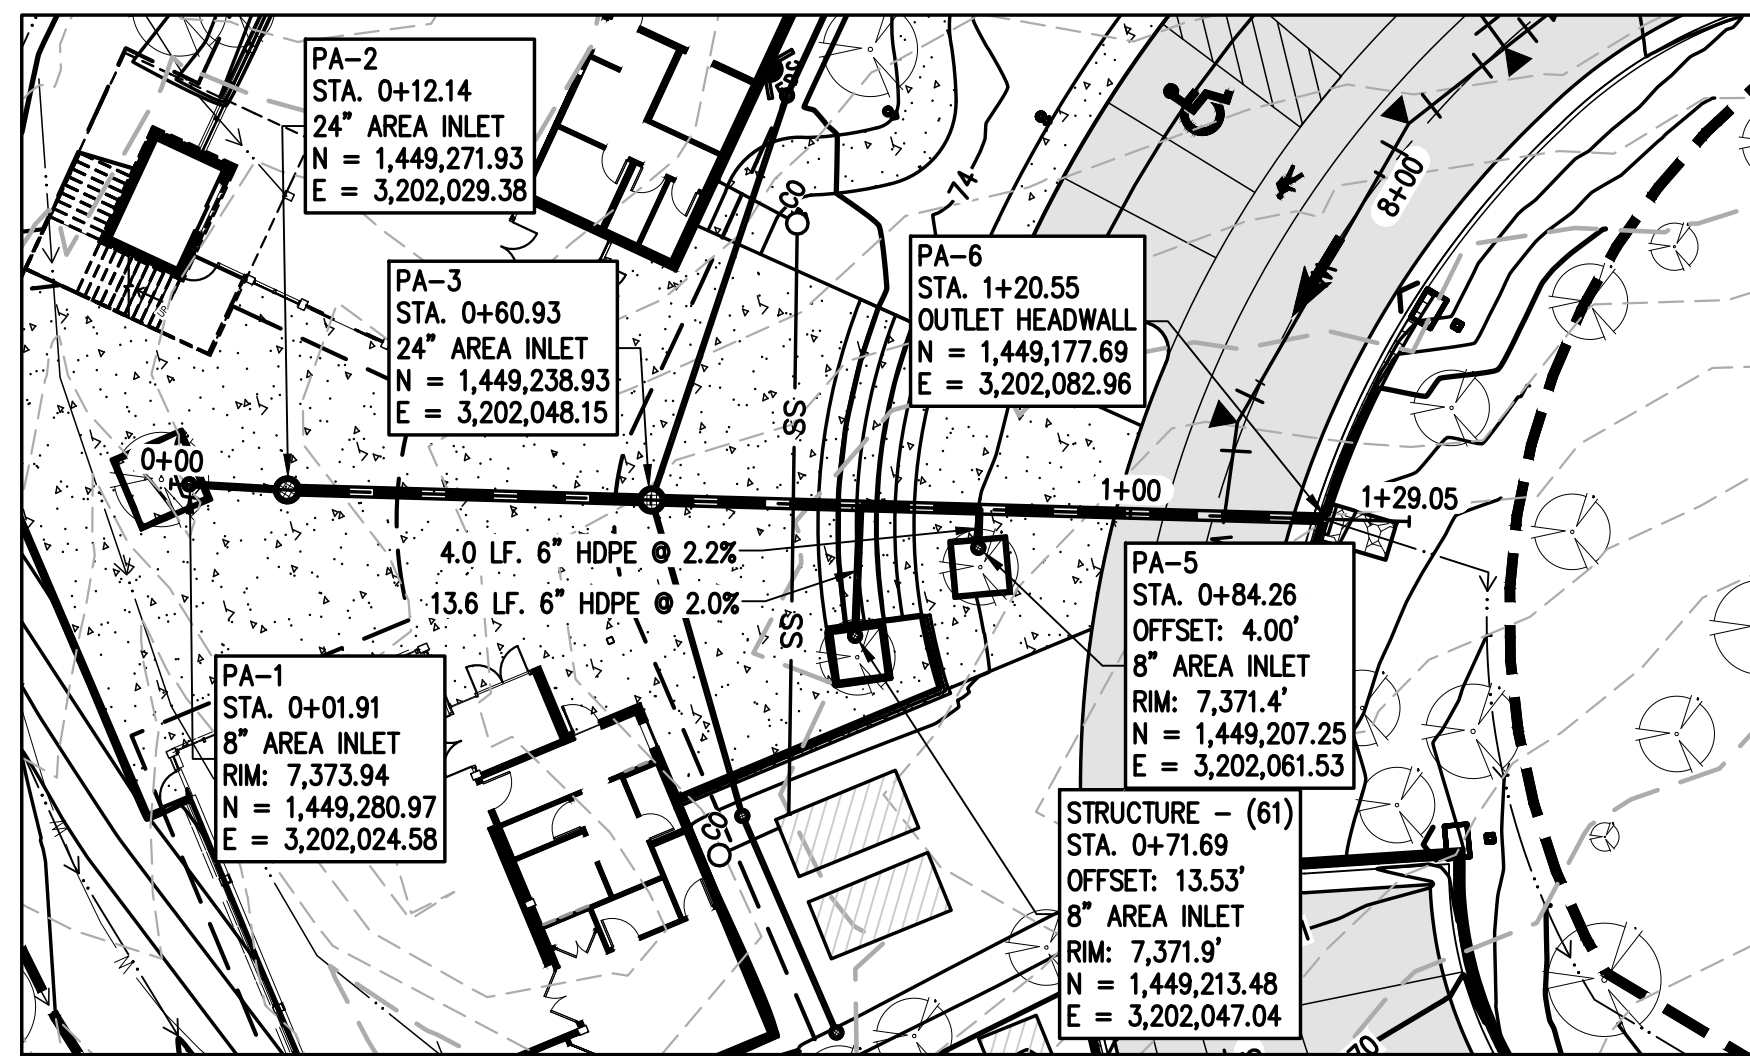 PA-2
STA. 0+12.14
24" AREA INLET
N = 1,449,271.93
E = 3,202,029.38
PA-3
STA. 0+60.93
24" AREA INLET
N = 1,449,238.93
E = 3,202,048.15
PA-6
STA. 1+20.55
OUTLET HEADWALL
N = 1,449,177.69
E = 3,202,082.96
CO
74
8+00
UP
SS
0+00
1+00
1+29.05
4.0 LF. 6" HDPE @ 2.2%
13.6 LF. 6" HDPE @ 2.0%
SS
PA-5
STA. 0+84.26
OFFSET: 4.00'
8" AREA INLET
RIM: 7,371.4'
N = 1,449,207.25
E = 3,202,061.53
PA-1
STA. 0+01.91
8" AREA INLET
RIM: 7,373.94
N = 1,449,280.97
E = 3,202,024.58
CO
STRUCTURE - (61)
STA. 0+71.69
OFFSET: 13.53'
8" AREA INLET
RIM: 7,371.9'
N = 1,449,213.48
E = 3,202,047.04
70